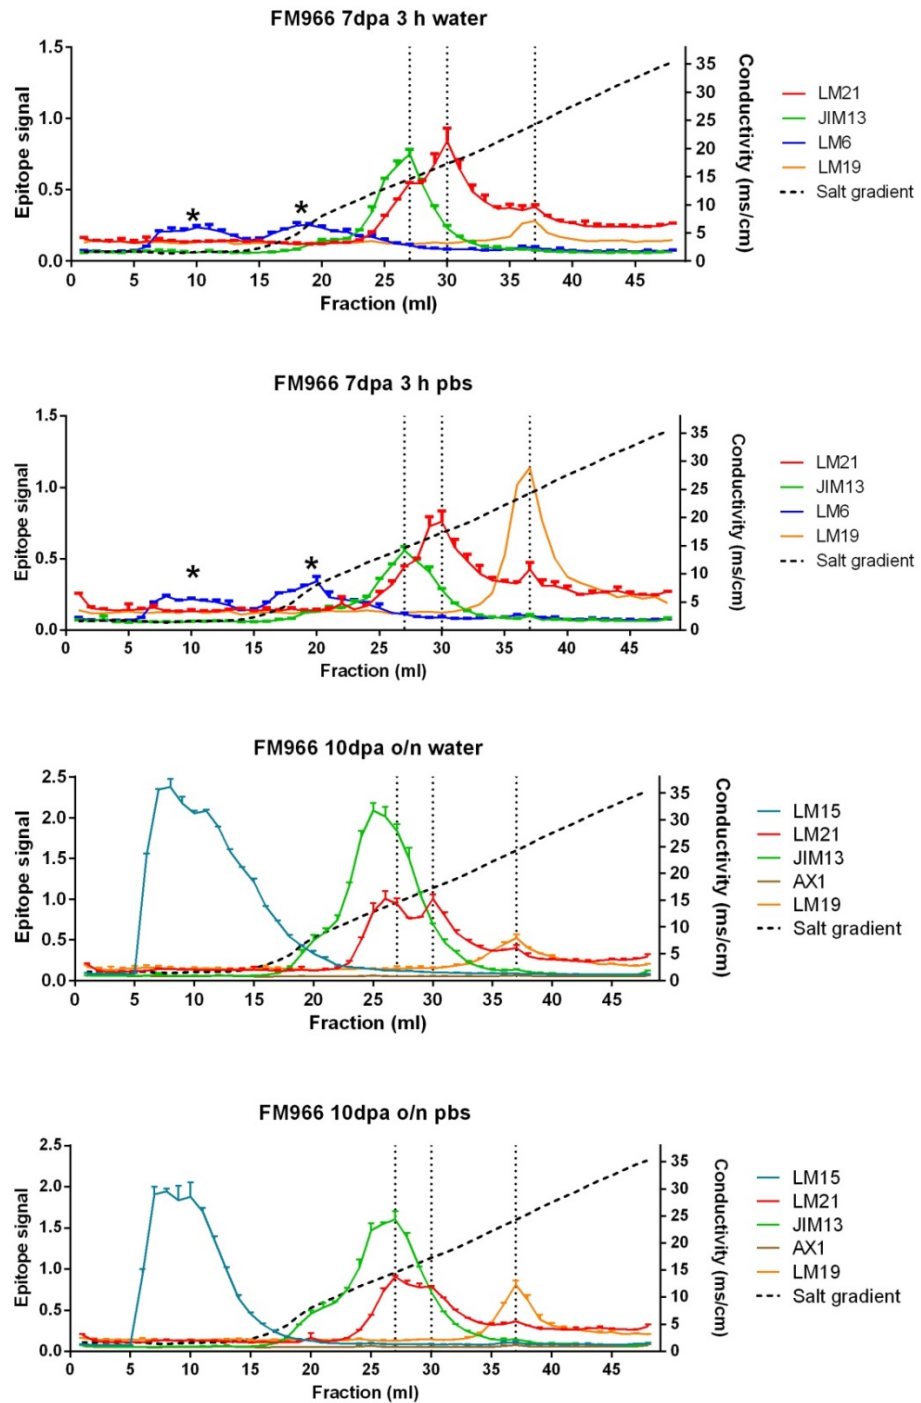 FM966 7dpa 3 h water
1.5
1.0
0.5
0.0
Epitope signal
0 5 10 15 20 25 30 35 40 45
Fraction (ml)
* *
35
30
25
20
15
10
5
0
Conductivity (ms/cm)
LM21
JIM13
LM6
LM19
Salt gradient
FM966 7dpa 3 h pbs
1.5
1.0
0.5
0.0
Epitope signal
0 5 10 15 20 25 30 35 40 45
Fraction (ml)
* *
35
30
25
20
15
10
5
0
Conductivity (ms/cm)
LM21
JIM13
LM6
LM19
Salt gradient
FM966 10dpa o/n water
2.5
2.0
1.5
1.0
0.5
0.0
Epitope signal
0 5 10 15 20 25 30 35 40 45
Fraction (ml)
35
30
25
20
15
10
5
0
Conductivity (ms/cm)
LM15
LM21
JIM13
AX1
LM19
Salt gradient
FM966 10dpa o/n pbs
2.5
2.0
1.5
1.0
0.5
0.0
Epitope signal
0 5 10 15 20 25 30 35 40 45
Fraction (ml)
35
30
25
20
15
10
5
0
Conductivity (ms/cm)
LM15
LM21
JIM13
AX1
LM19
Salt gradient